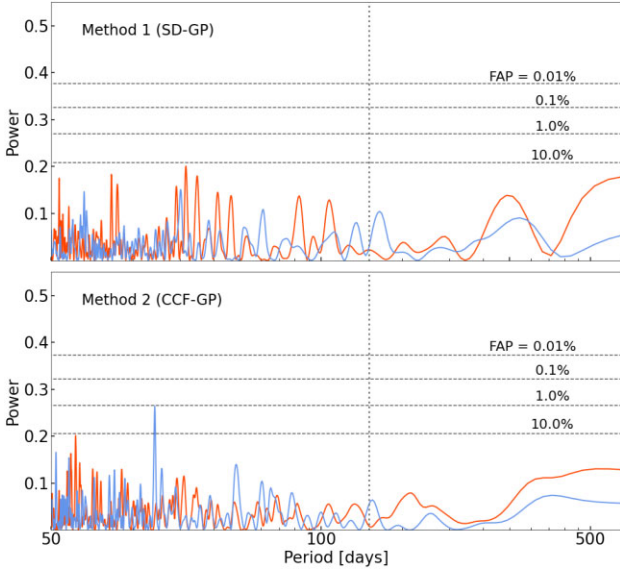 0.5
Method 1 (SD-GP)
0.4
FAP = 0.01%
0.1%
0.3
1.0%
Power
0.2
10.0%
0.1
0.5
Method 2 (CCF-GP)
0.4
FAP = 0.01%
0.1%
0.3
1.0%
Power
0.2
10.0%
0.1
50
100
500
Period [days]